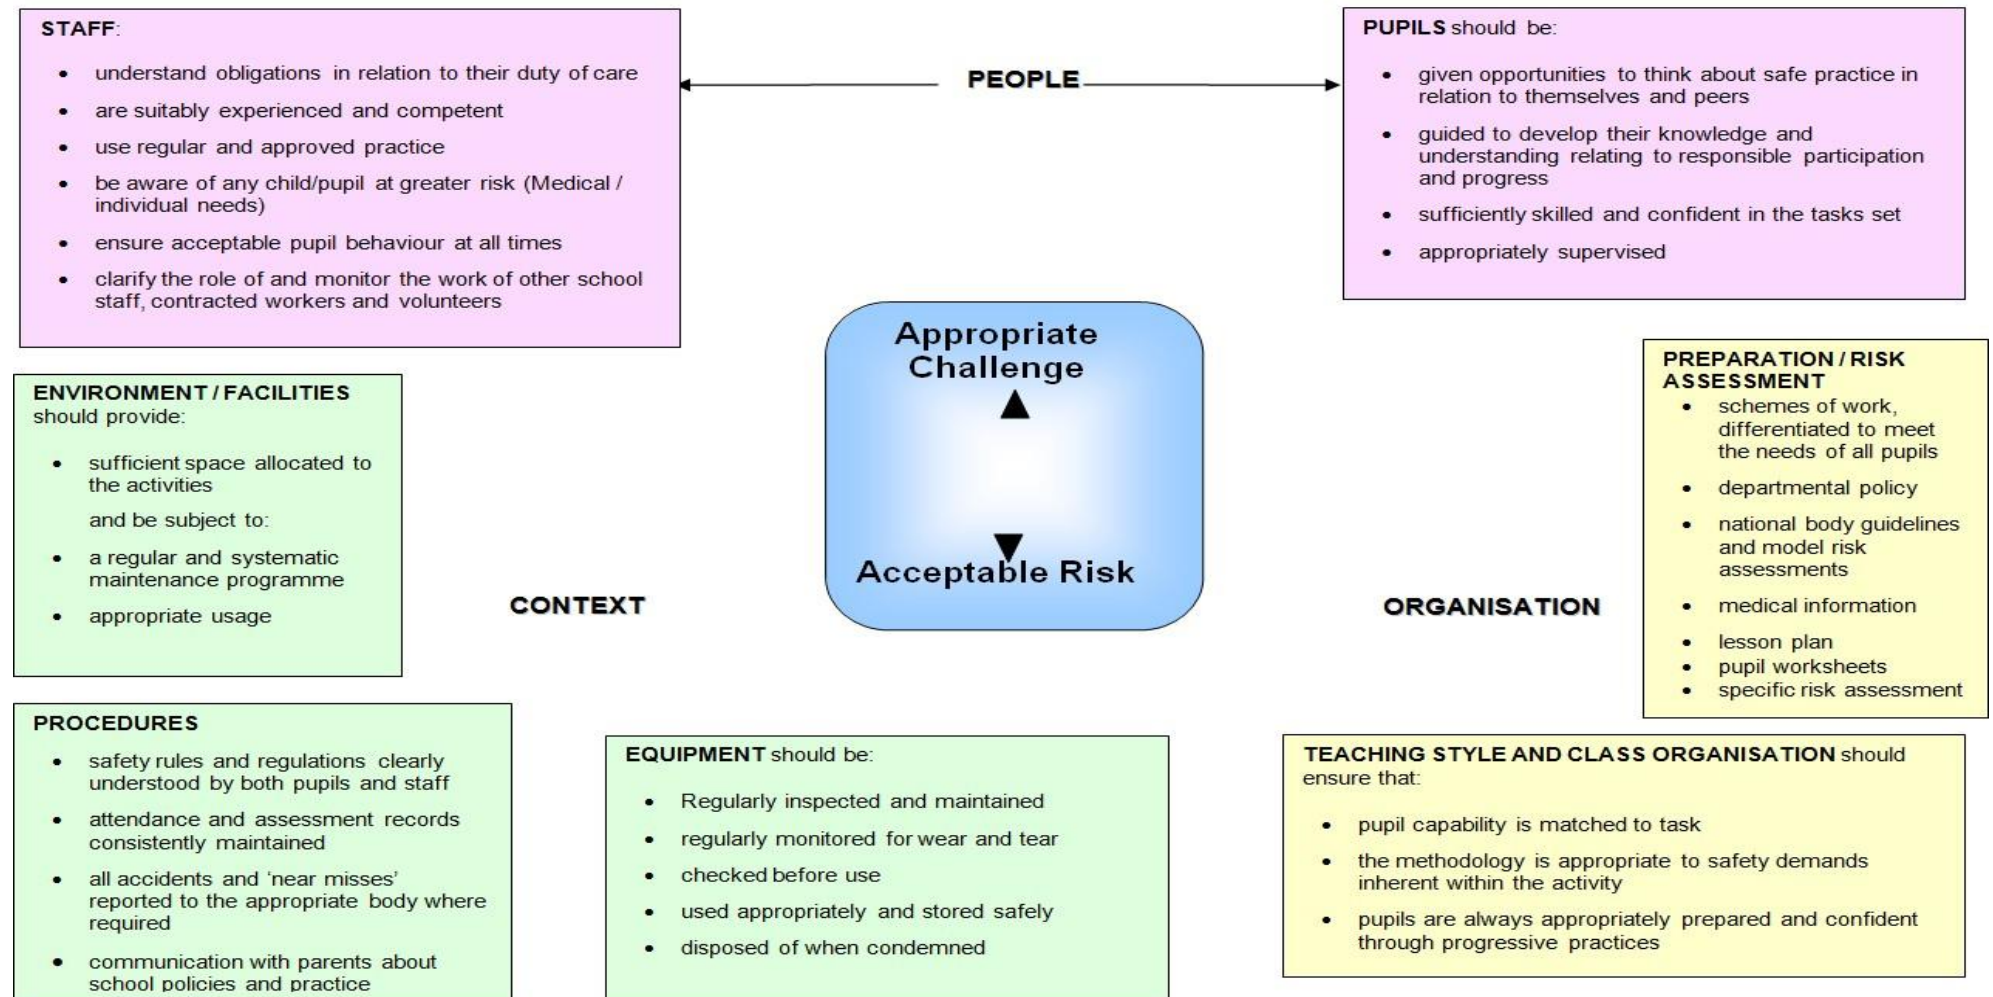 STAFF:
• understand obligations in relation to their duty of care
• are suitably experienced and competent
• use regular and approved practice
• be aware of any child/pupil at greater risk (Medical /
individual needs)
• ensure acceptable pupil behaviour at all times
• clarify the role of and monitor the work of other school
staff, contracted workers and volunteers
PEOPLE
PUPILS should be:
• given opportunities to think about safe practice in
relation to themselves and peers
• guided to develop their knowledge and
understanding relating to responsible participation
and progress
• sufficiently skilled and confident in the tasks set
• appropriately supervised
ENVIRONMENT / FACILITIES
should provide:
• sufficient space allocated to
the activities
and be subject to:
• a regular and systematic
maintenance programme
• appropriate usage
CONTEXT
Appropriate
Challenge
Acceptable Risk
ORGANISATION
PREPARATION / RISK
ASSESSMENT
• schemes of work,
differentiated to meet
the needs of all pupils
• departmental policy
• national body guidelines
and model risk
assessments
• medical information
• lesson plan
• pupil worksheets
• specific risk assessment
PROCEDURES
• safety rules and regulations clearly
understood by both pupils and staff
• attendance and assessment records
consistently maintained
• all accidents and ‘near misses’
reported to the appropriate body where
required
• communication with parents about
school policies and practice
EQUIPMENT should be:
• Regularly inspected and maintained
• regularly monitored for wear and tear
• checked before use
• used appropriately and stored safely
• disposed of when condemned
TEACHING STYLE AND CLASS ORGANISATION should
ensure that:
• pupil capability is matched to task
• the methodology is appropriate to safety demands
inherent within the activity
• pupils are always appropriately prepared and confident
through progressive practices